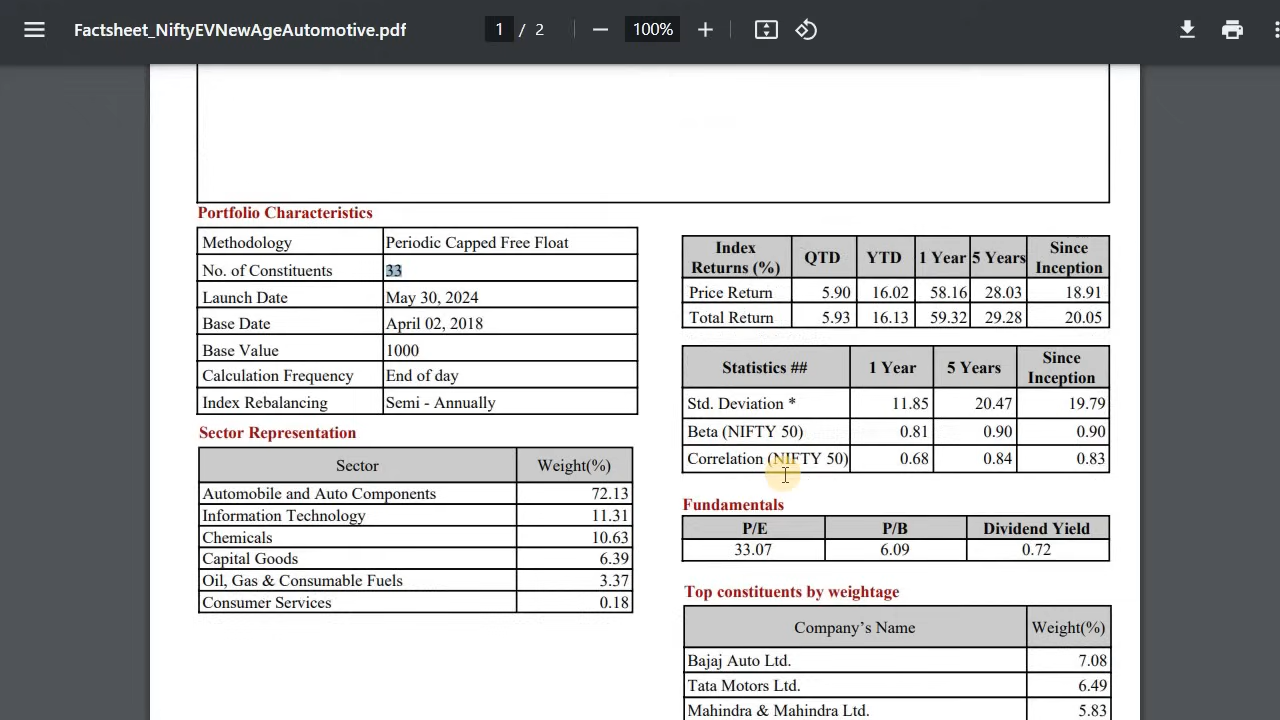 Factsheet_NiftyEVNewAgeAutomotive.pdf
1 / 2
100%
Portfolio Characteristics
Methodology Periodic Capped Free Float
No. of Constituents 33
Launch Date May 30, 2024
Base Date April 02, 2018
Base Value 1000
Calculation Frequency End of day
Index Rebalancing Semi - Annually
Sector Representation
Sector Weight(%)
Automobile and Auto Components 72.13
Information Technology 11.31
Chemicals 10.63
Capital Goods 6.39
Oil, Gas & Consumable Fuels 3.37
Consumer Services 0.18
Index Returns (%) QTD YTD 1 Year 5 Years Since Inception
Price Return 5.90 16.02 58.16 28.03 18.91
Total Return 5.93 16.13 59.32 29.28 20.05
Statistics ## 1 Year 5 Years Since Inception
Std. Deviation * 11.85 20.47 19.79
Beta (NIFTY 50) 0.81 0.90 0.90
Correlation (NIFTY 50) 0.68 0.84 0.83
Fundamentals
P/E P/B Dividend Yield
33.07 6.09 0.72
Top constituents by weightage
Company's Name Weight(%)
Bajaj Auto Ltd. 7.08
Tata Motors Ltd. 6.49
Mahindra & Mahindra Ltd. 5.83